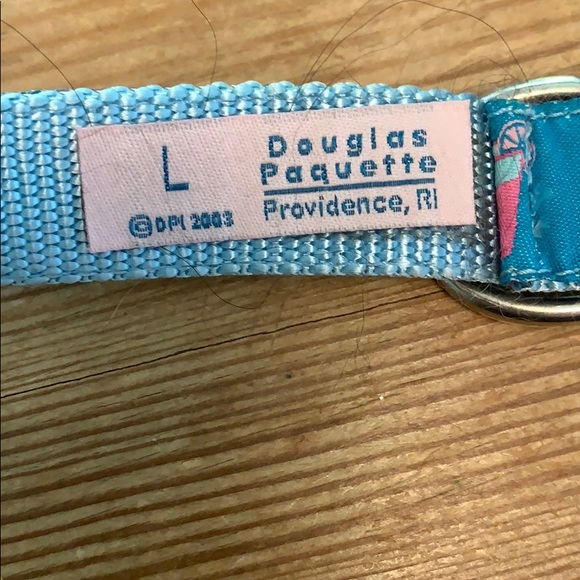 L
© DPI 2003
Douglas
Paquette
Providence, RI